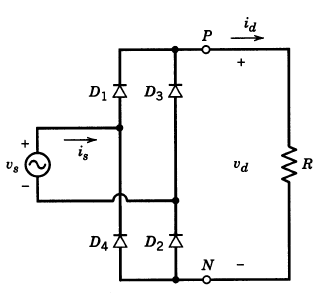 i_d
P
+
D_1
D_3
+
i_s
v_s
v_d
R
−
D_4
D_2
N
−